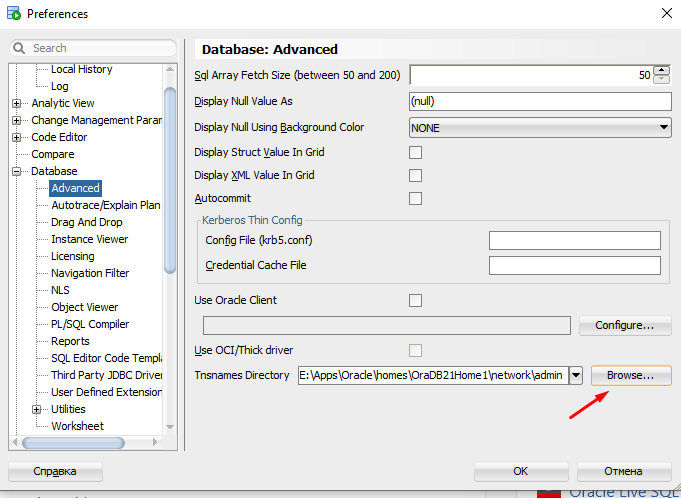 Preferences
Search
Local History
Log
Analytic View
Change Management Param
Code Editor
Compare
Database
Advanced
Autotrace/Explain Plan
Drag And Drop
Instance Viewer
Licensing
Navigation Filter
NLS
Object Viewer
PL/SQL Compiler
Reports
SQL Editor Code Templa
Third Party JDBC Driver
User Defined Extension
Utilities
Worksheet
Database: Advanced
Sql Array Fetch Size (between 50 and 200) 50
Display Null Value As (null)
Display Null Using Background Color NONE
Display Struct Value In Grid
Display XML Value In Grid
Autocommit
Kerberos Thin Config
Config File (krb5.conf)
Credential Cache File
Use Oracle Client
Configure...
Use OCI/Thick driver
Tnsnames Directory E:\Apps\Oracle\homes\OraDB21Home1\network\admin Browse...
Справка OK Отмена
Oracle Live SQL